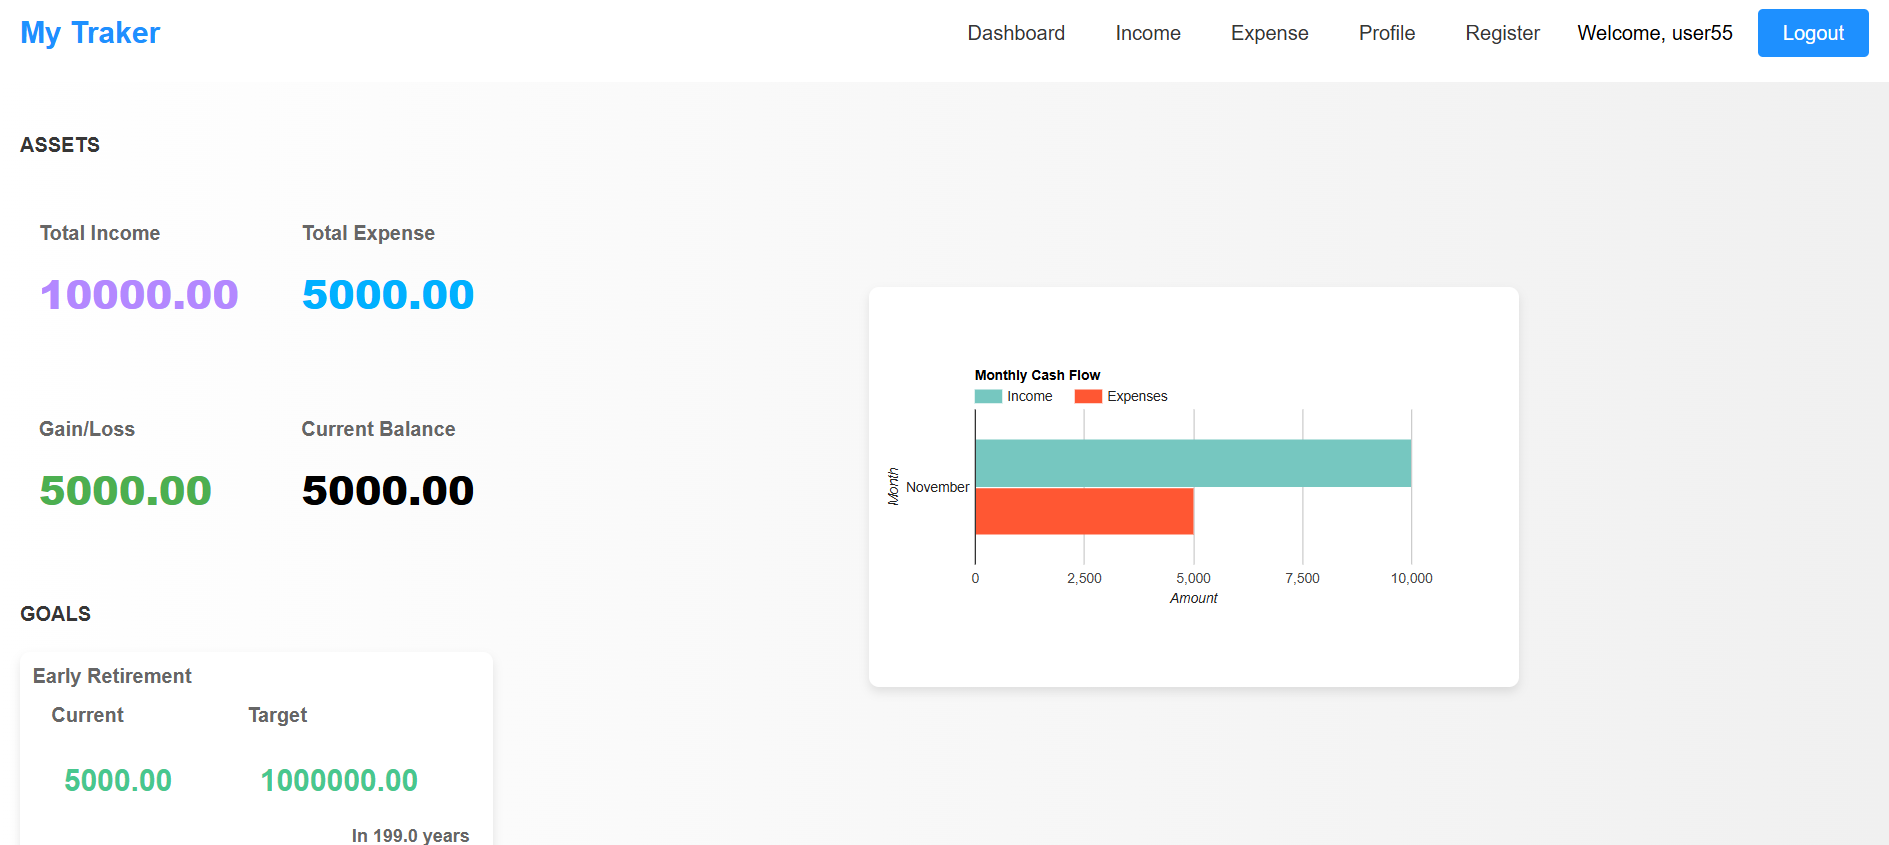 My Traker
Dashboard Income Expense Profile Register Welcome, user55 Logout
ASSETS
Total Income Total Expense
10000.00 5000.00
Gain/Loss Current Balance
5000.00 5000.00
GOALS
Early Retirement
Current Target
5000.00 1000000.00
In 199.0 years
Monthly Cash Flow
Income Expenses
Month
November
0 2,500 5,000 7,500 10,000
Amount